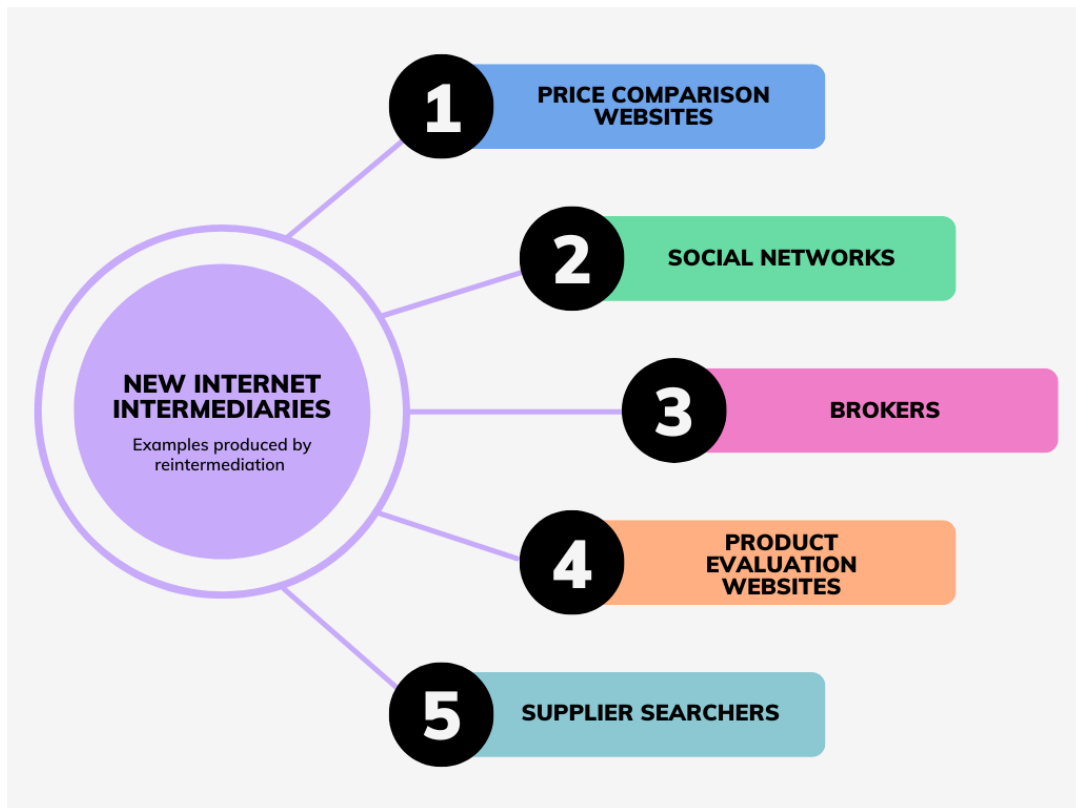 1
PRICE COMPARISON
WEBSITES
2
SOCIAL NETWORKS
NEW INTERNET
INTERMEDIARIES
Examples produced by
reintermediation
3
BROKERS
4
PRODUCT
EVALUATION
WEBSITES
5
SUPPLIER SEARCHERS